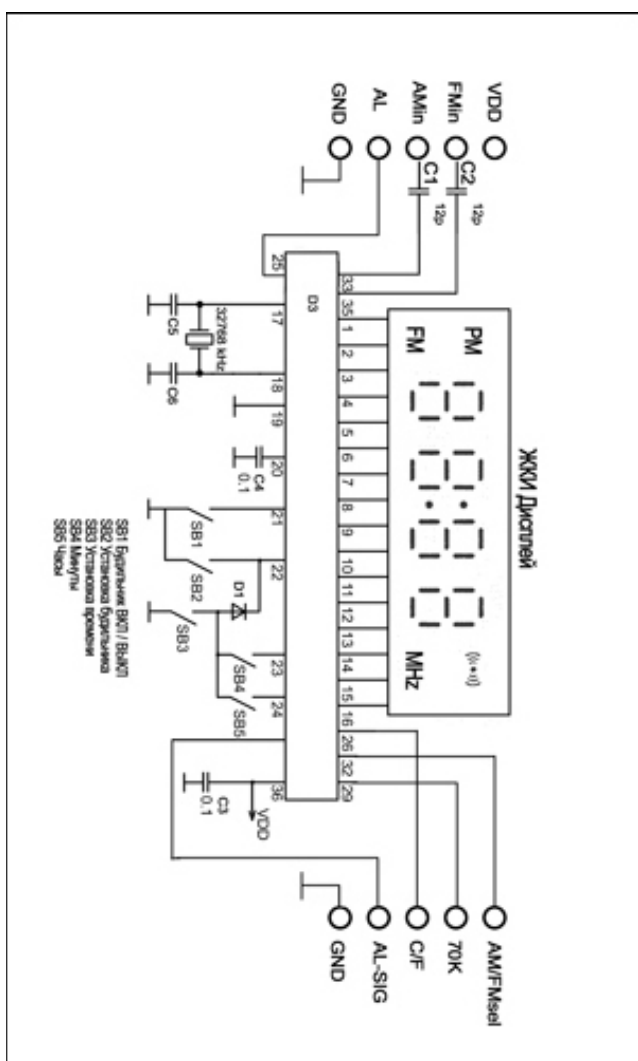 ЖКИ Дисплей
VDD
FMin
AMin
AL
GND
C2
12p
C1
12p
PM
((•))
FM
MHz
AM/FMsel
70K
C/F
AL-SIG
GND
33 35 1 2 3 4 5 6 7 8 9 10 11 12 13 14 15 16 26 32 29
D3
25 17 18 19 20 21 22 23 24 36
32768 kHz
C5
C6
C4
0.1
SB1
SB2
D1
SB3
SB4
SB5
C3
0.1
VDD
SB1 Будильник ВКЛ / ВЫКЛ
SB2 Установка будильника
SB3 Установка времени
SB4 Минуты
SB5 Часы